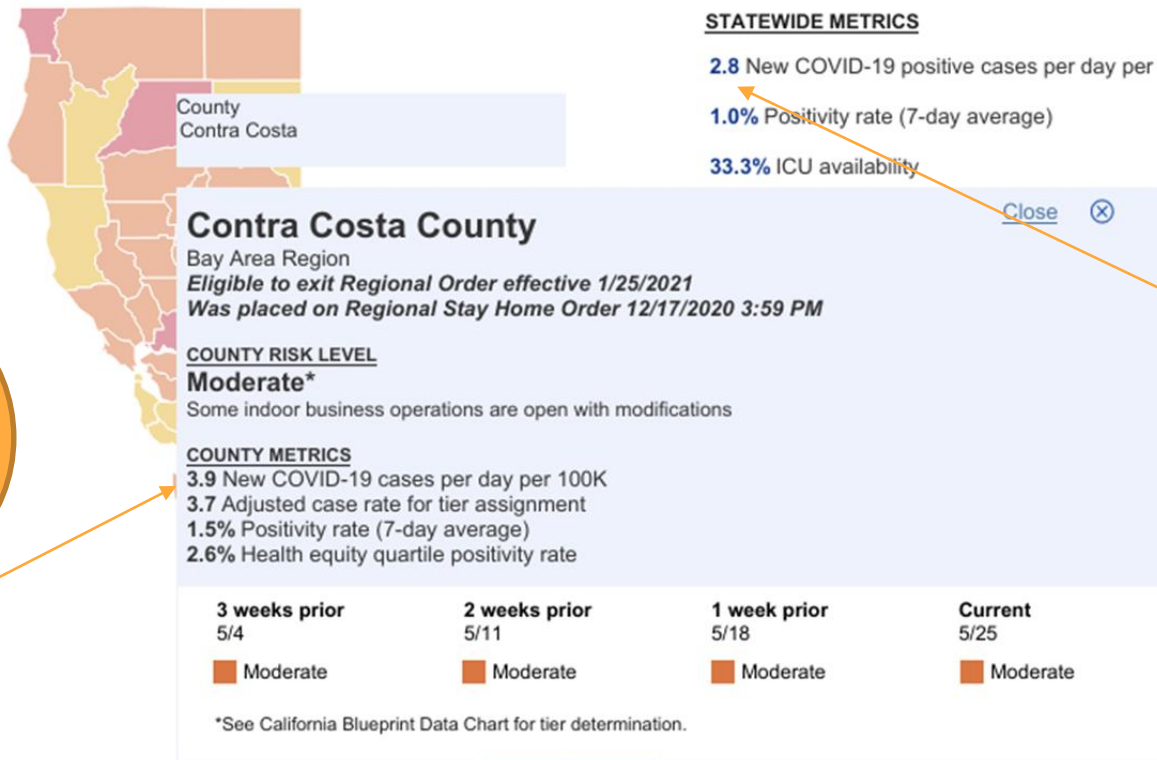 STATEWIDE METRICS
2.8 New COVID-19 positive cases per day per
1.0% Positivity rate (7-day average)
33.3% ICU availability
County
Contra Costa
Close
Contra Costa County
Bay Area Region
Eligible to exit Regional Order effective 1/25/2021
Was placed on Regional Stay Home Order 12/17/2020 3:59 PM
COUNTY RISK LEVEL
Moderate*
Some indoor business operations are open with modifications
COUNTY METRICS
3.9 New COVID-19 cases per day per 100K
3.7 Adjusted case rate for tier assignment
1.5% Positivity rate (7-day average)
2.6% Health equity quartile positivity rate
3 weeks prior 2 weeks prior 1 week prior Current
5/4 5/11 5/18 5/25
Moderate Moderate Moderate Moderate
*See California Blueprint Data Chart for tier determination.